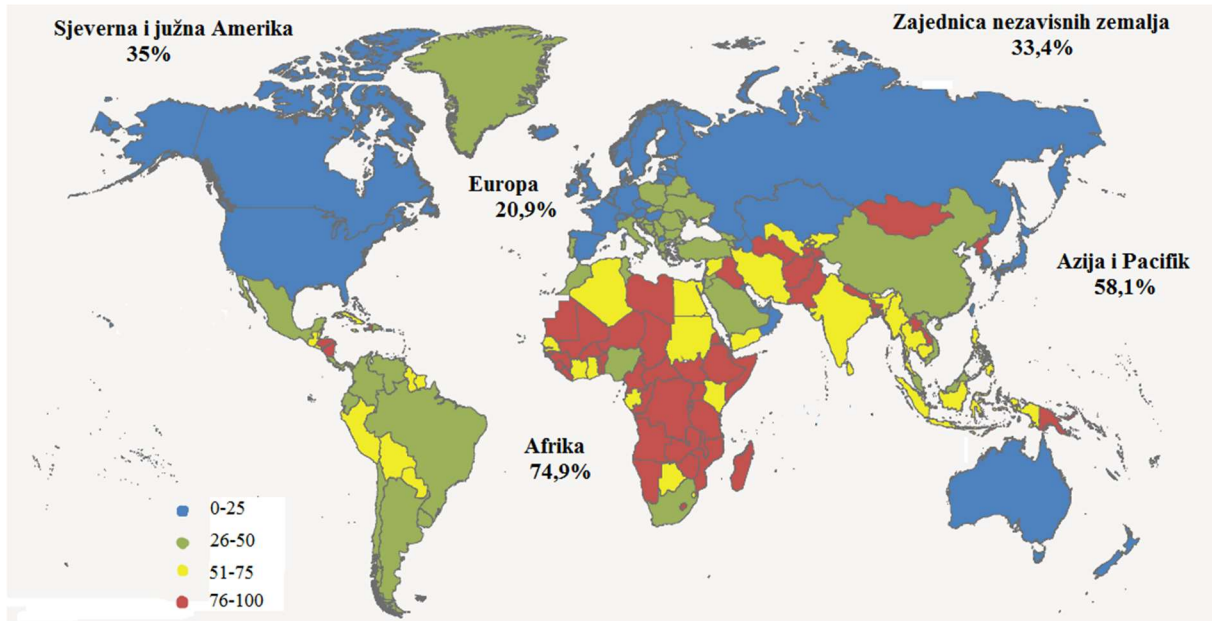 Sjeverna i južna Amerika
35%
Zajednica nezavisnih zemalja
33,4%
Europa
20,9%
Azija i Pacifik
58,1%
Afrika
74,9%
0-25
26-50
51-75
76-100